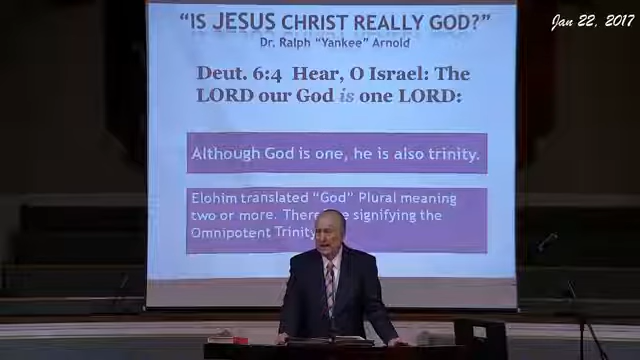 Jan 22, 2017
"IS JESUS CHRIST REALLY GOD?"
Dr. Ralph "Yankee" Arnold
Deut. 6:4 Hear, O Israel: The
LORD our God is one LORD:
Although God is one, he is also trinity.
Elohim translated "God" Plural meaning
two or more. signifying the
Omnipotent Trinity